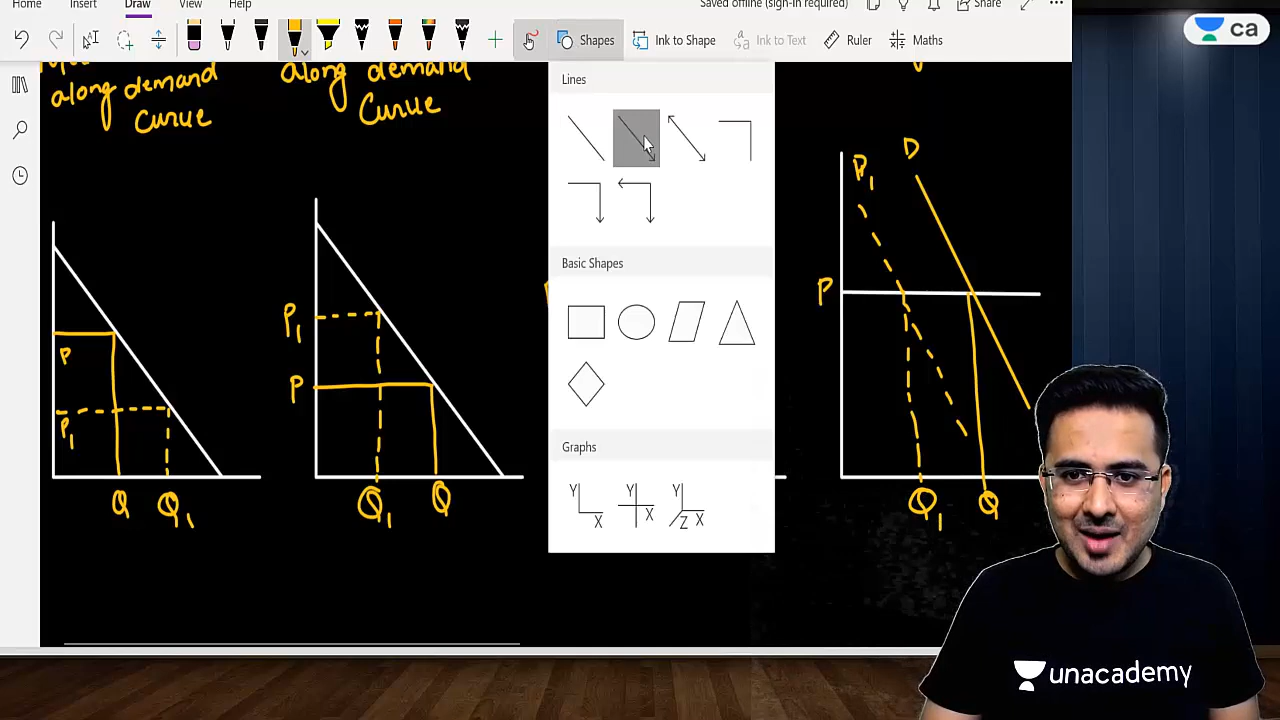 Home Insert Draw View Help Saved offline (sign-in required) Share
Shapes Ink to Shape Ink to Text Ruler Maths
ca
Lines
along demand
Curve
along demand
Curve
Basic Shapes
Graphs
Y X Y X Y Z X
P
P1
Q Q1
P1
P
Q1 Q
D1 D
P
Q1 Q
unacademy